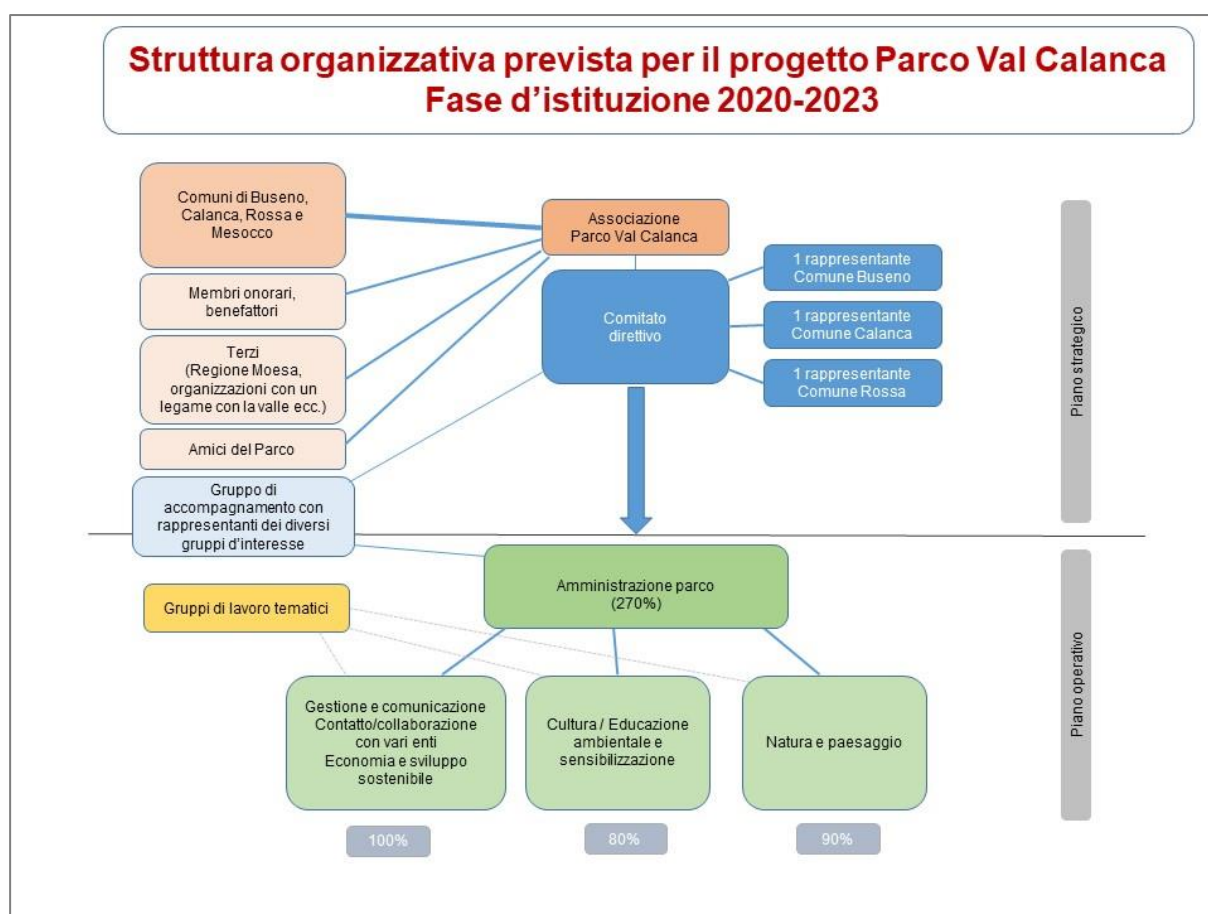 Struttura organizzativa prevista per il progetto Parco Val Calanca
Fase d’istituzione 2020-2023
Comuni di Buseno,
Calanca, Rossa e
Mesocco
Membri onorari,
benefattori
Terzi
(Regione Moesa,
organizzazioni con un
legame con la valle ecc.)
Amici del Parco
Gruppo di
accompagnamento con
rappresentanti dei diversi
gruppi d’interesse
Associazione
Parco Val Calanca
Comitato
direttivo
1 rappresentante
Comune Buseno
1 rappresentante
Comune Calanca
1 rappresentante
Comune Rossa
Piano strategico
Gruppi di lavoro tematici
Amministrazione parco
(270%)
Gestione e comunicazione
Contatto/collaborazione
con vari enti
Economia e sviluppo
sostenibile
Cultura / Educazione
ambientale e
sensibilizzazione
Natura e paesaggio
100%
80%
90%
Piano operativo